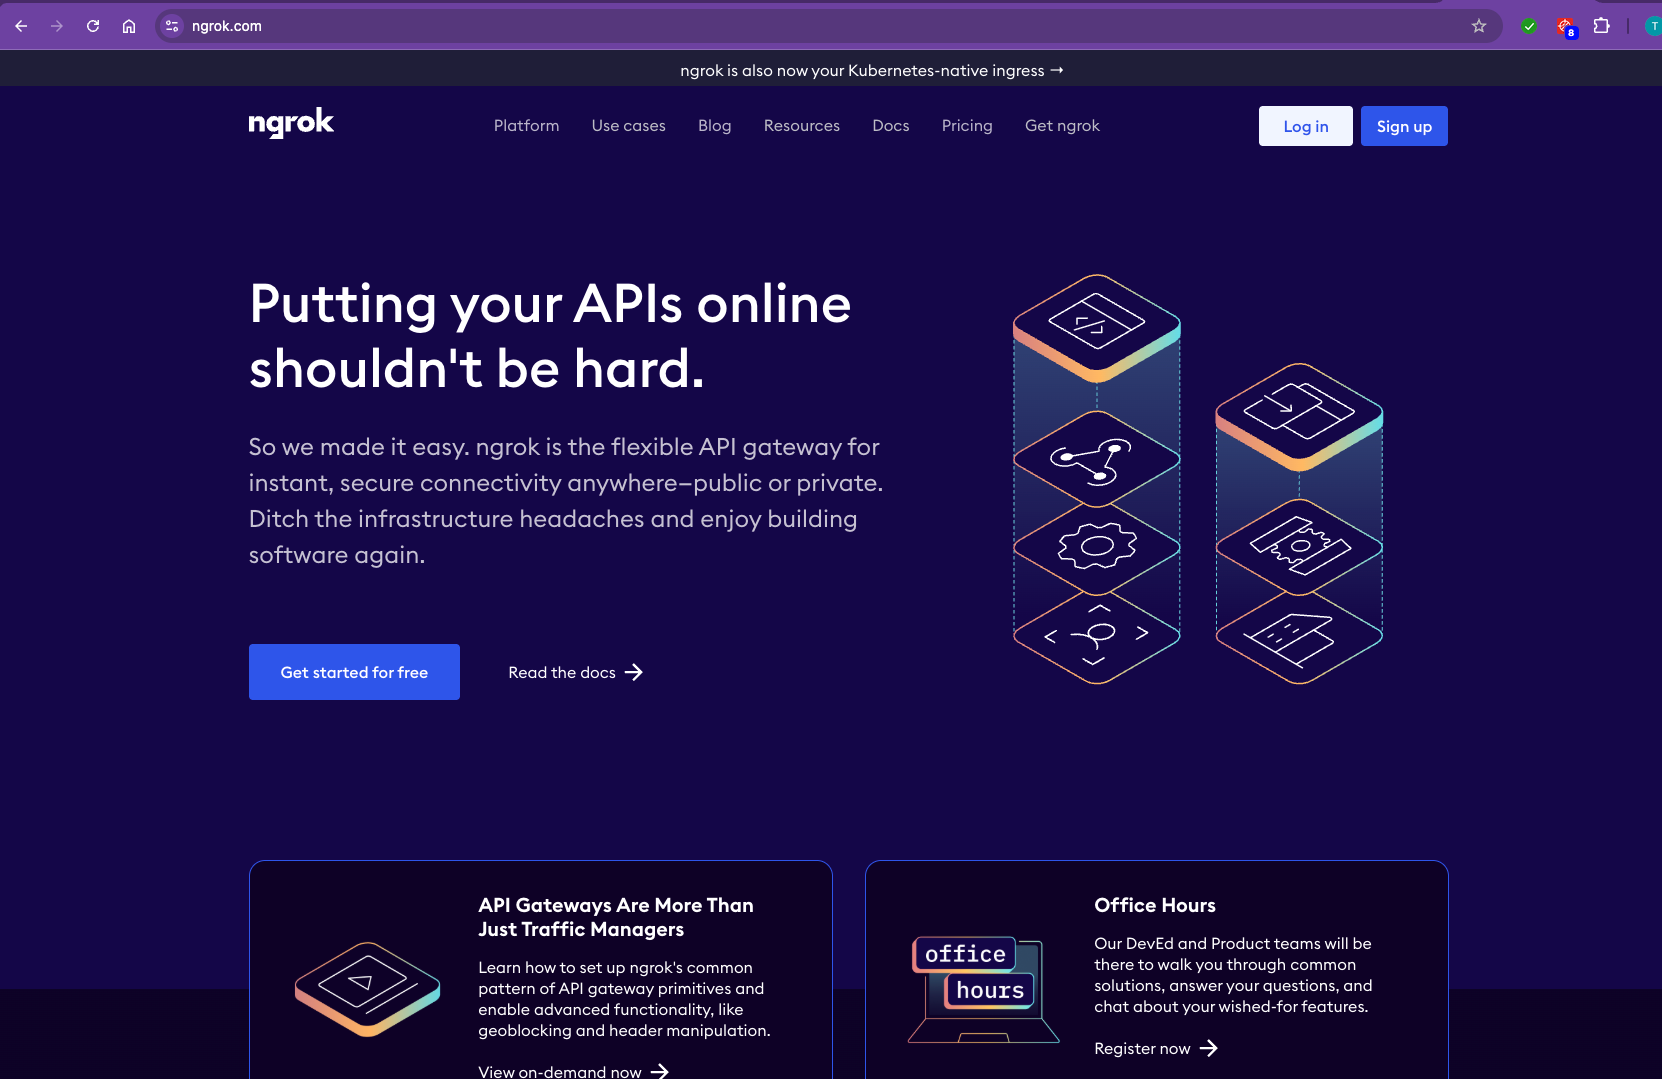 ngrok.com
8
T
ngrok is also now your Kubernetes-native ingress →
ngrok
Platform
Use cases
Blog
Resources
Docs
Pricing
Get ngrok
Log in
Sign up
Putting your APIs online
shouldn't be hard.
So we made it easy. ngrok is the flexible API gateway for
instant, secure connectivity anywhere—public or private.
Ditch the infrastructure headaches and enjoy building
software again.
Get started for free
Read the docs →
API Gateways Are More Than
Just Traffic Managers
Learn how to set up ngrok's common
pattern of API gateway primitives and
enable advanced functionality, like
geoblocking and header manipulation.
View on-demand now →
office
hours
Office Hours
Our DevEd and Product teams will be
there to walk you through common
solutions, answer your questions, and
chat about your wished-for features.
Register now →